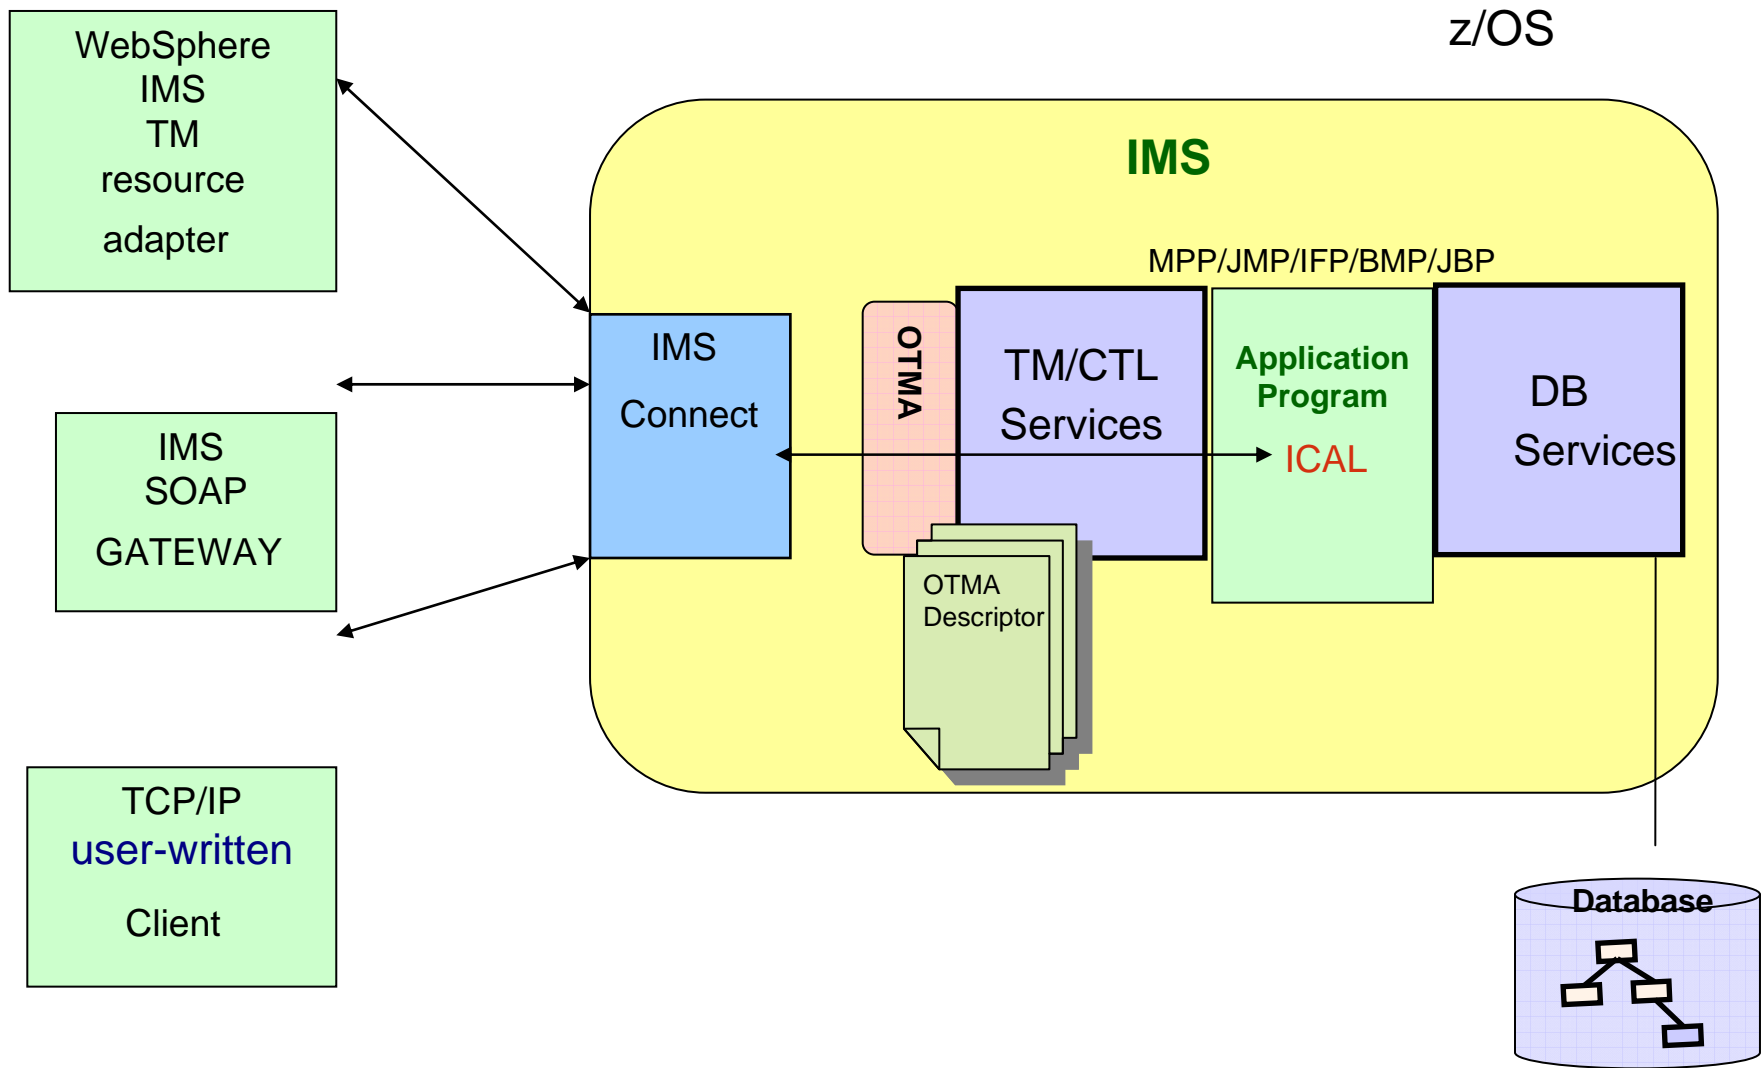 z/OS
WebSphere
IMS
TM
resource
adapter
IMS
SOAP
GATEWAY
TCP/IP
user-written
Client
IMS
MPP/JMP/IFP/BMP/JBP
IMS
Connect
OTMA
TM/CTL
Services
Application
Program
ICAL
DB
Services
OTMA
Descriptor
Database